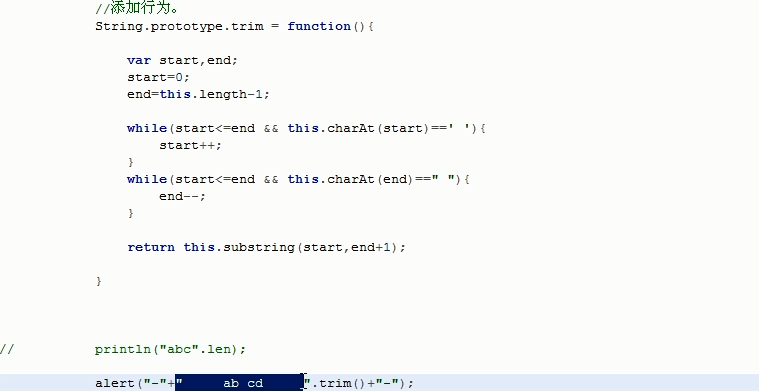 //添加行为。
String.prototype.trim = function(){
var start,end;
start=0;
end=this.length-1;
while(start<=end && this.charAt(start)==' '){
start++;
}
while(start<=end && this.charAt(end)==" "){
end--;
}
return this.substring(start,end+1);
}
// println("abc".len);
alert("-"+"     ab cd     ".trim()+"-");